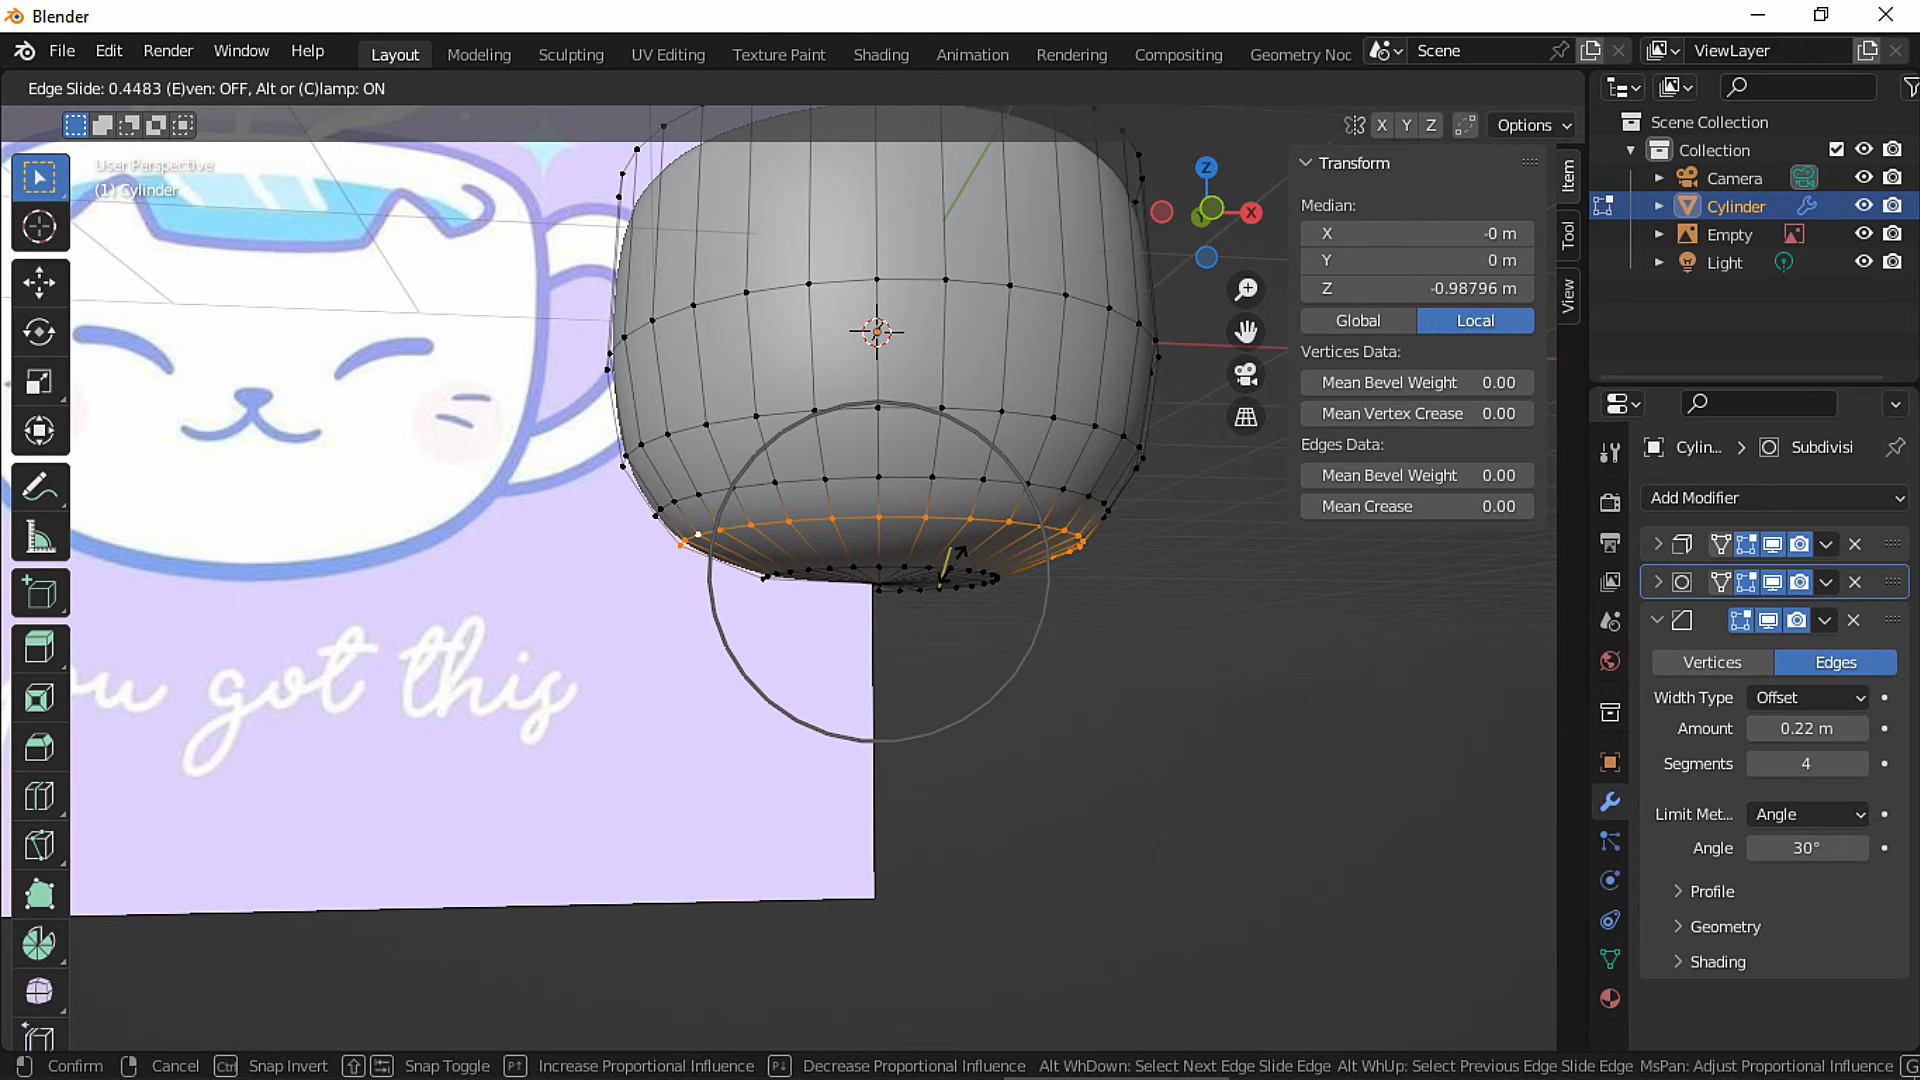 Blender
File Edit Render Window Help
Layout Modeling Sculpting UV Editing Texture Paint Shading Animation Rendering Compositing Geometry Noc
Scene
ViewLayer
Edge Slide: 0.4483 (E)ven: OFF, Alt or (C)lamp: ON
X Y Z
Options
User Perspective
(1) Cylinder
Z
X
Y
Transform
Median:
X -0 m
Y 0 m
Z -0.98796 m
Global Local
Vertices Data:
Mean Bevel Weight 0.00
Mean Vertex Crease 0.00
Edges Data:
Mean Bevel Weight 0.00
Mean Crease 0.00
Item
Tool
View
Scene Collection
Collection
Camera
Cylinder
Empty
Light
Cylin... Subdivisi
Add Modifier
Vertices Edges
Width Type Offset
Amount 0.22 m
Segments 4
Limit Met... Angle
Angle 30°
Profile
Geometry
Shading
ou got this
Confirm Cancel Ctrl Snap Invert Snap Toggle Increase Proportional Influence Decrease Proportional Influence Alt WhDown: Select Next Edge Slide Edge Alt WhUp: Select Previous Edge Slide Edge MsPan: Adjust Proportional Influence G